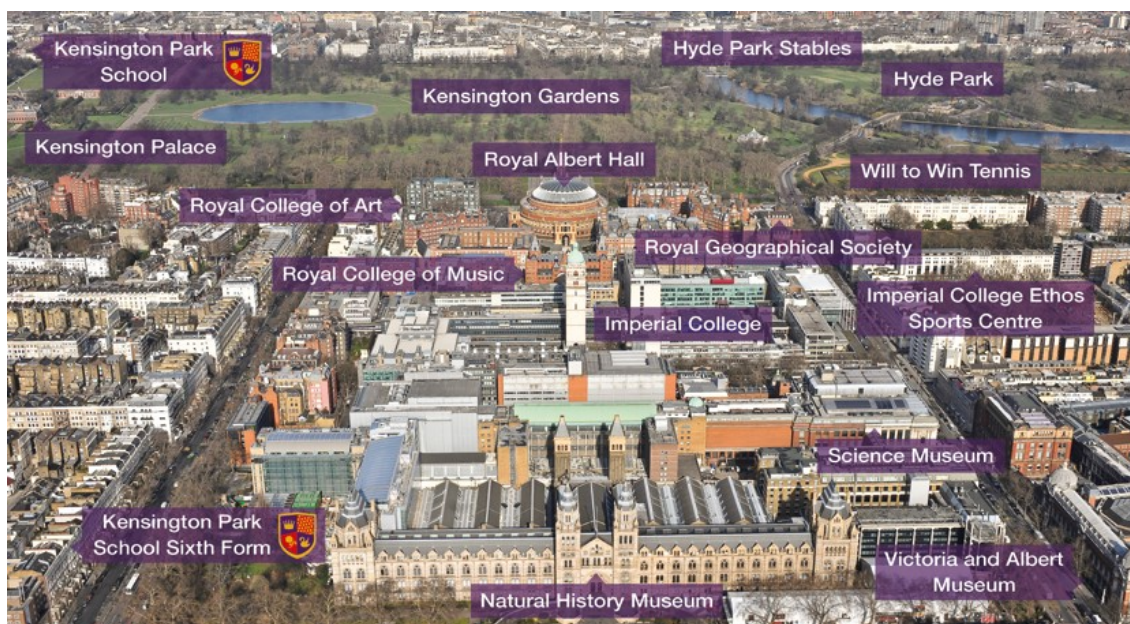 Kensington Park
School
Hyde Park Stables
Hyde Park
Kensington Gardens
Kensington Palace
Royal Albert Hall
Will to Win Tennis
Royal College of Art
Royal Geographical Society
Royal College of Music
Imperial College Ethos
Sports Centre
Imperial College
Science Museum
Kensington Park
School Sixth Form
Victoria and Albert
Museum
Natural History Museum